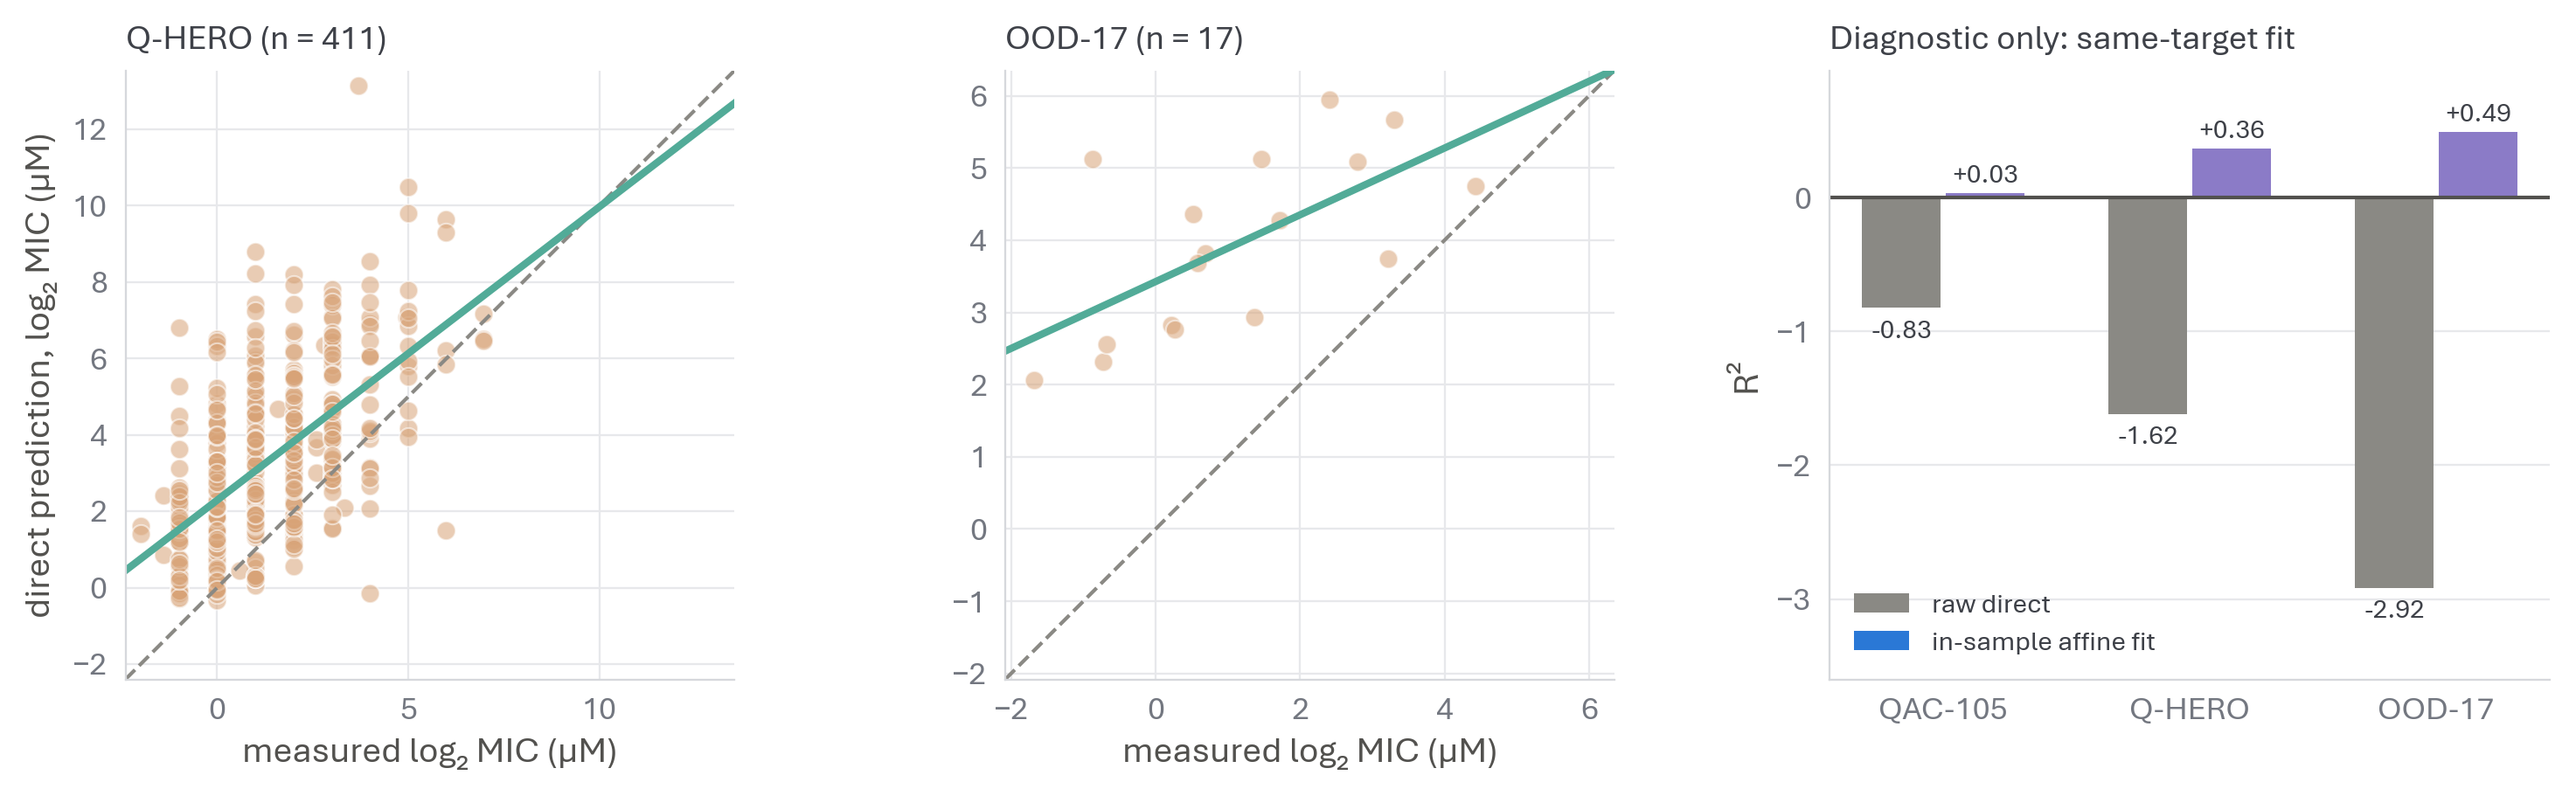 Q-HERO (n = 411)
direct prediction, log₂ MIC (μM)
12
10
8
6
4
2
0
−2
0
5
10
measured log₂ MIC (μM)
OOD-17 (n = 17)
6
5
4
3
2
1
0
−1
−2
−2
0
2
4
6
measured log₂ MIC (μM)
Diagnostic only: same-target fit
R²
0
−1
−2
−3
-0.83
+0.03
-1.62
+0.36
-2.92
+0.49
raw direct
in-sample affine fit
QAC-105
Q-HERO
OOD-17